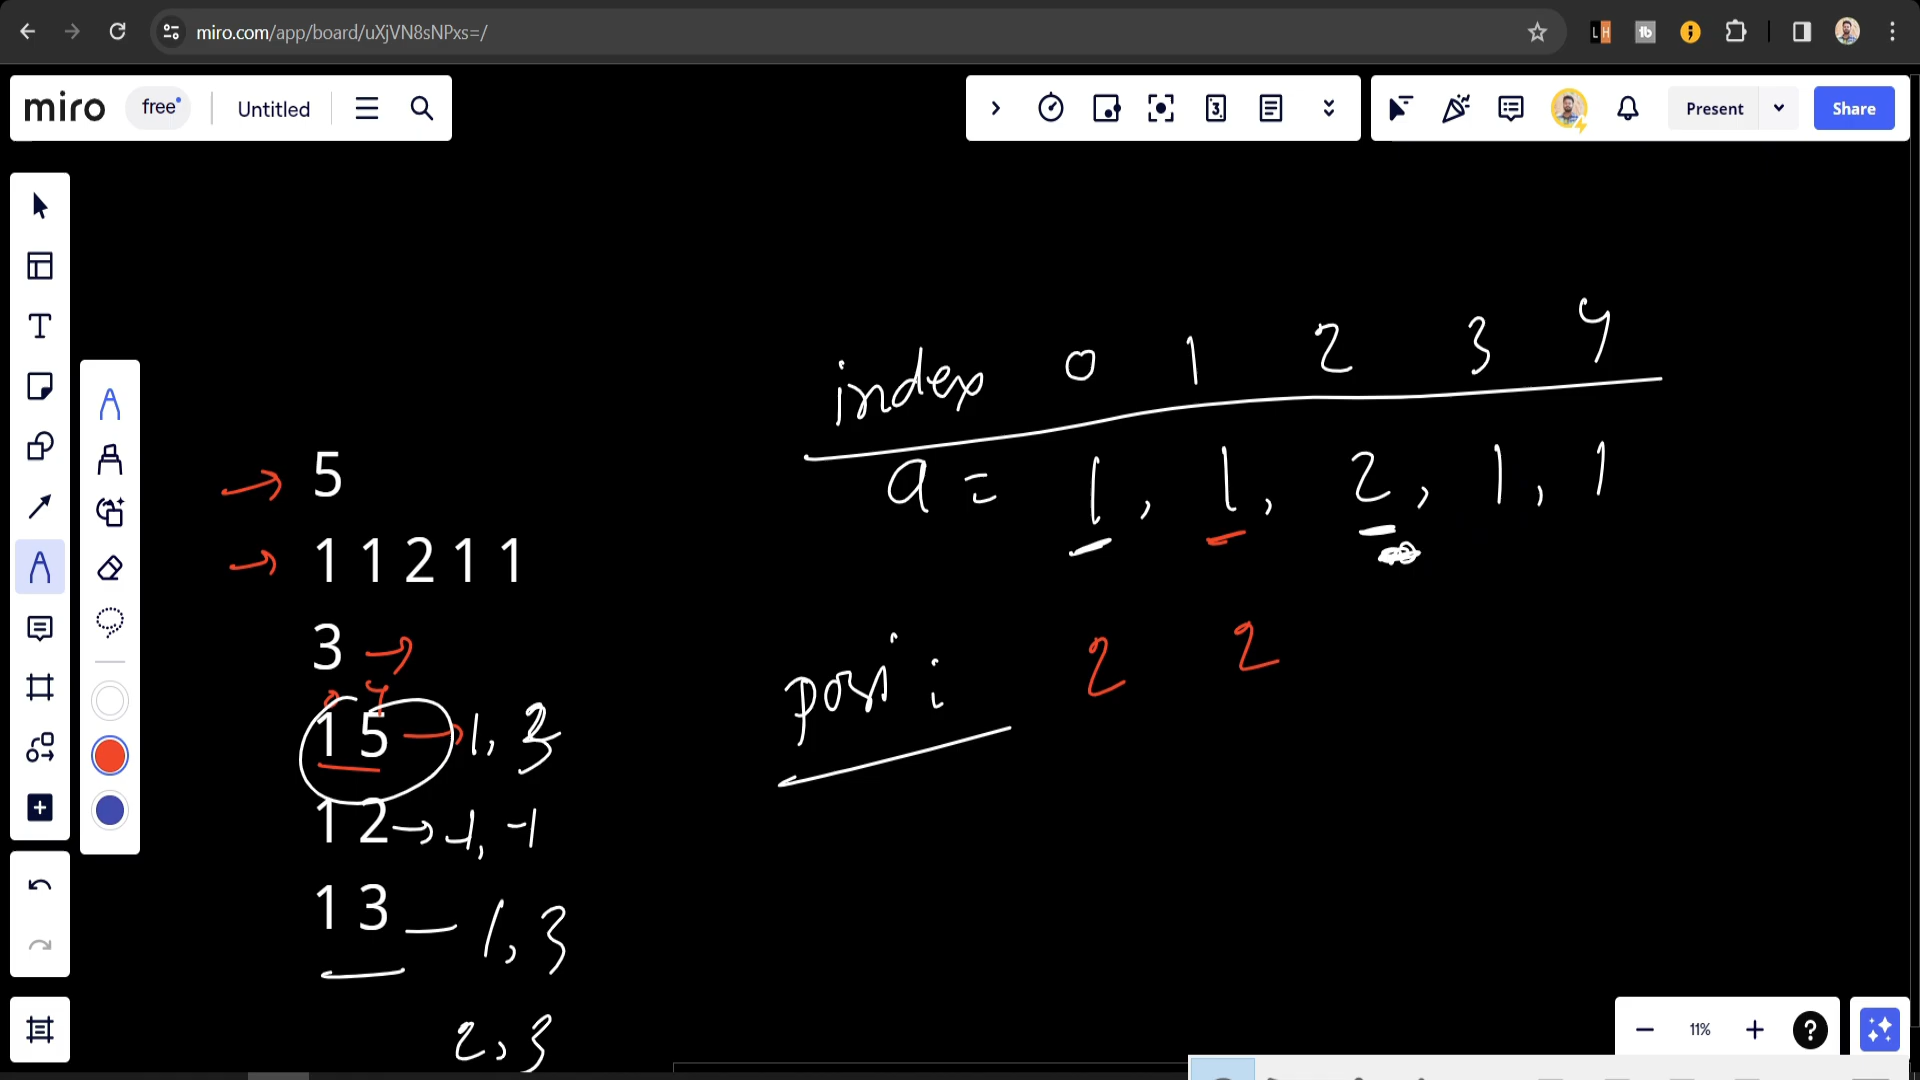 miro.com/app/board/uXjVN8sNPxs=/
miro free Untitled
Present Share
index 0 1 2 3 4
a = 1, 1, 2, 1, 1
5
1 1 2 1 1
3
4
1 5 → 1, 3
1 2 → -1, -1
1 3 — 1, 3
2, 3
posi : 2 2
11%